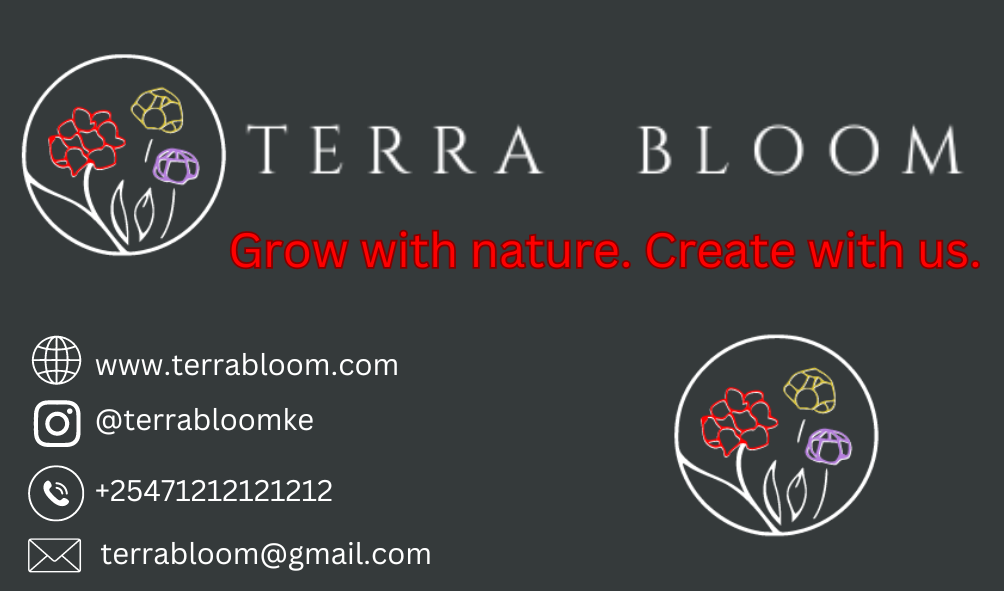 TERRA BLOOM
Grow with nature. Create with us.
www.terrabloom.com
@terrabloomke
+25471212121212
terrabloom@gmail.com